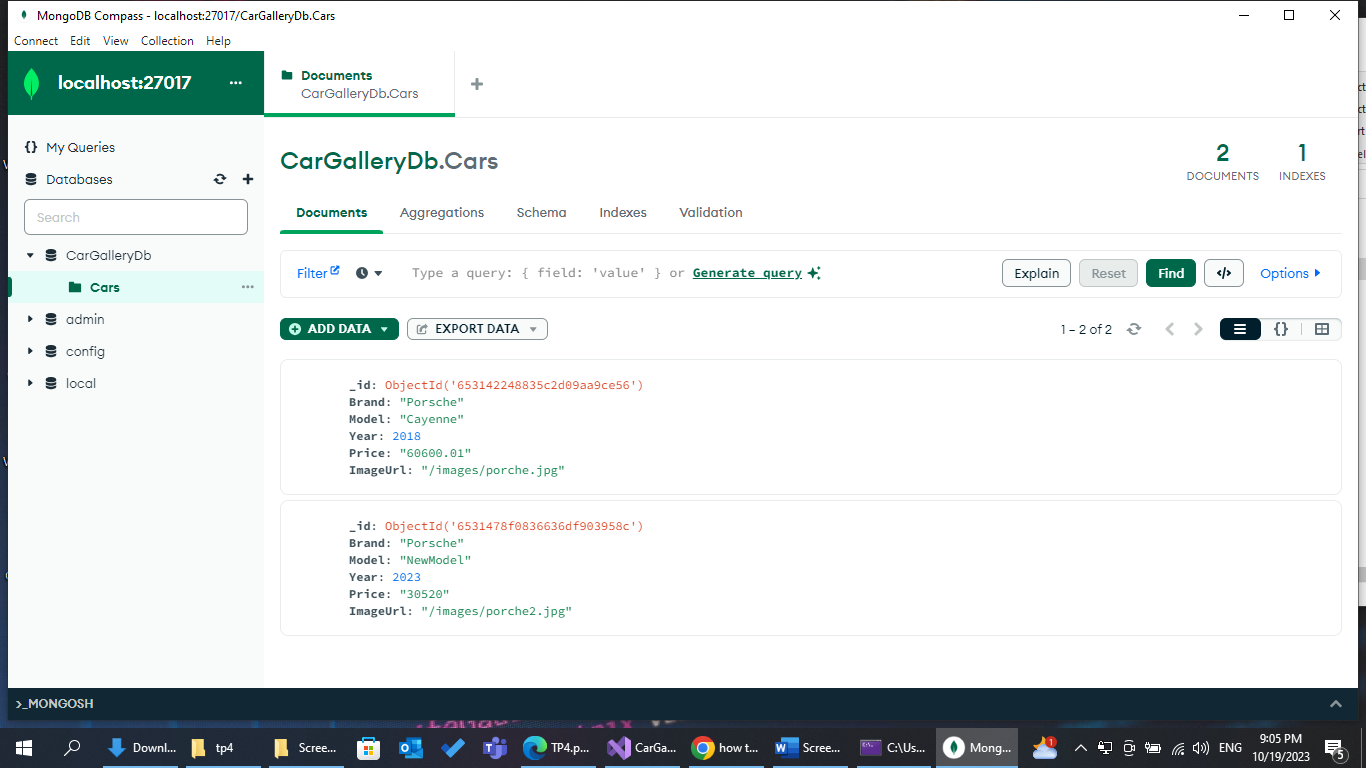 MongoDB Compass - localhost:27017/CarGalleryDb.Cars
Connect Edit View Collection Help
localhost:27017
Documents
CarGalleryDb.Cars
My Queries
Databases
Search
CarGalleryDb
Cars
admin
config
local
CarGalleryDb.Cars
2
DOCUMENTS
1
INDEXES
Documents Aggregations Schema Indexes Validation
Filter Type a query: { field: 'value' } or Generate query Explain Reset Find </> Options
ADD DATA EXPORT DATA 1 – 2 of 2 {}
_id: ObjectId('653142248835c2d09aa9ce56')
Brand: "Porsche"
Model: "Cayenne"
Year: 2018
Price: "60600.01"
ImageUrl: "/images/porche.jpg"
_id: ObjectId('6531478f0836636df903958c')
Brand: "Porsche"
Model: "NewModel"
Year: 2023
Price: "30520"
ImageUrl: "/images/porche2.jpg"
>_MONGOSH
Downl... tp4 Scree... TP4.p... CarGa... how t... Scree... C:\Us... Mong... 1 ENG 9:05 PM
10/19/2023 5